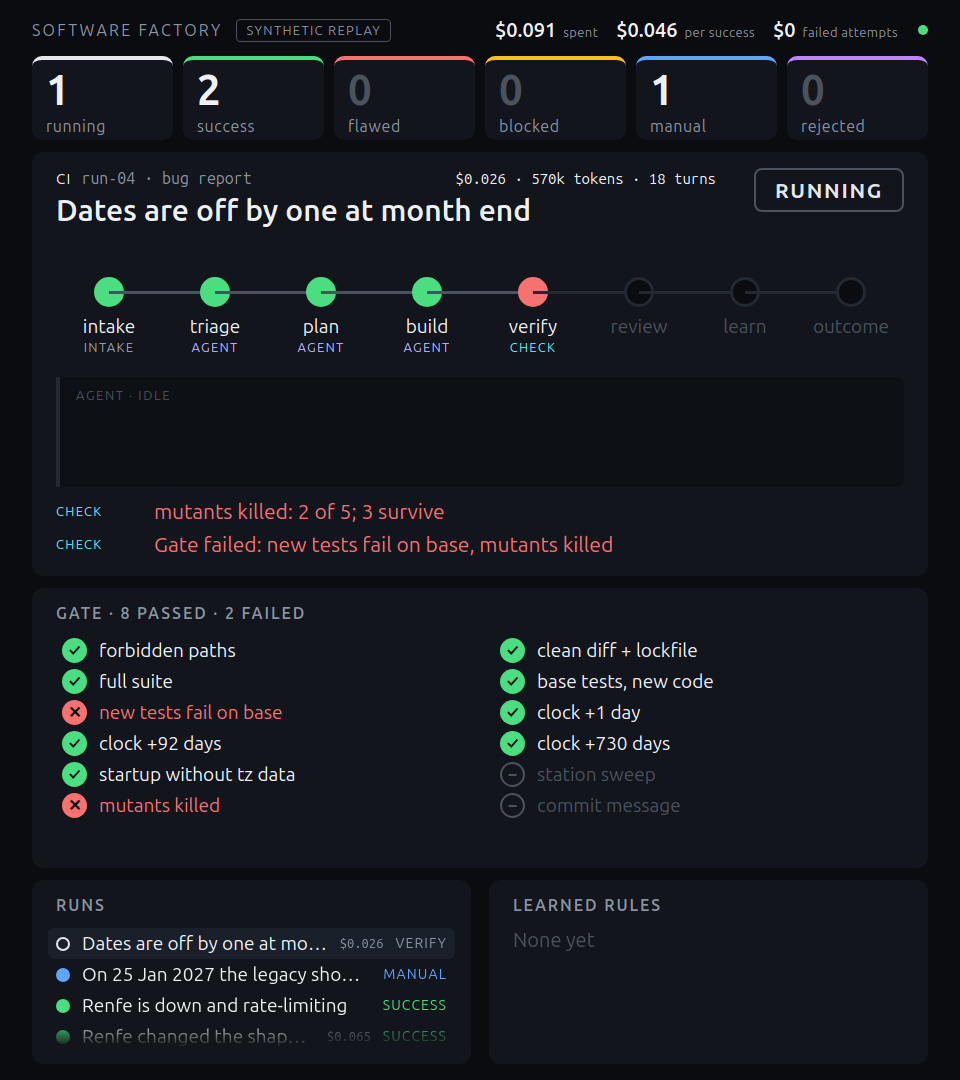 SOFTWARE FACTORY SYNTHETIC REPLAY $0.091 spent $0.046 per success $0 failed attempts
1 2 0 0 1 0
running success flawed blocked manual rejected
CI run-04 · bug report $0.026 · 570k tokens · 18 turns RUNNING
Dates are off by one at month end
intake triage plan build verify review learn outcome
INTAKE AGENT AGENT AGENT CHECK
AGENT · IDLE
CHECK mutants killed: 2 of 5; 3 survive
CHECK Gate failed: new tests fail on base, mutants killed
GATE · 8 PASSED · 2 FAILED
forbidden paths clean diff + lockfile
full suite base tests, new code
new tests fail on base clock +1 day
clock +92 days clock +730 days
startup without tz data station sweep
mutants killed commit message
RUNS
Dates are off by one at mo… $0.026 VERIFY
On 25 Jan 2027 the legacy sho… MANUAL
Renfe is down and rate-limiting SUCCESS
Renfe changed the shap… $0.065 SUCCESS
LEARNED RULES
None yet